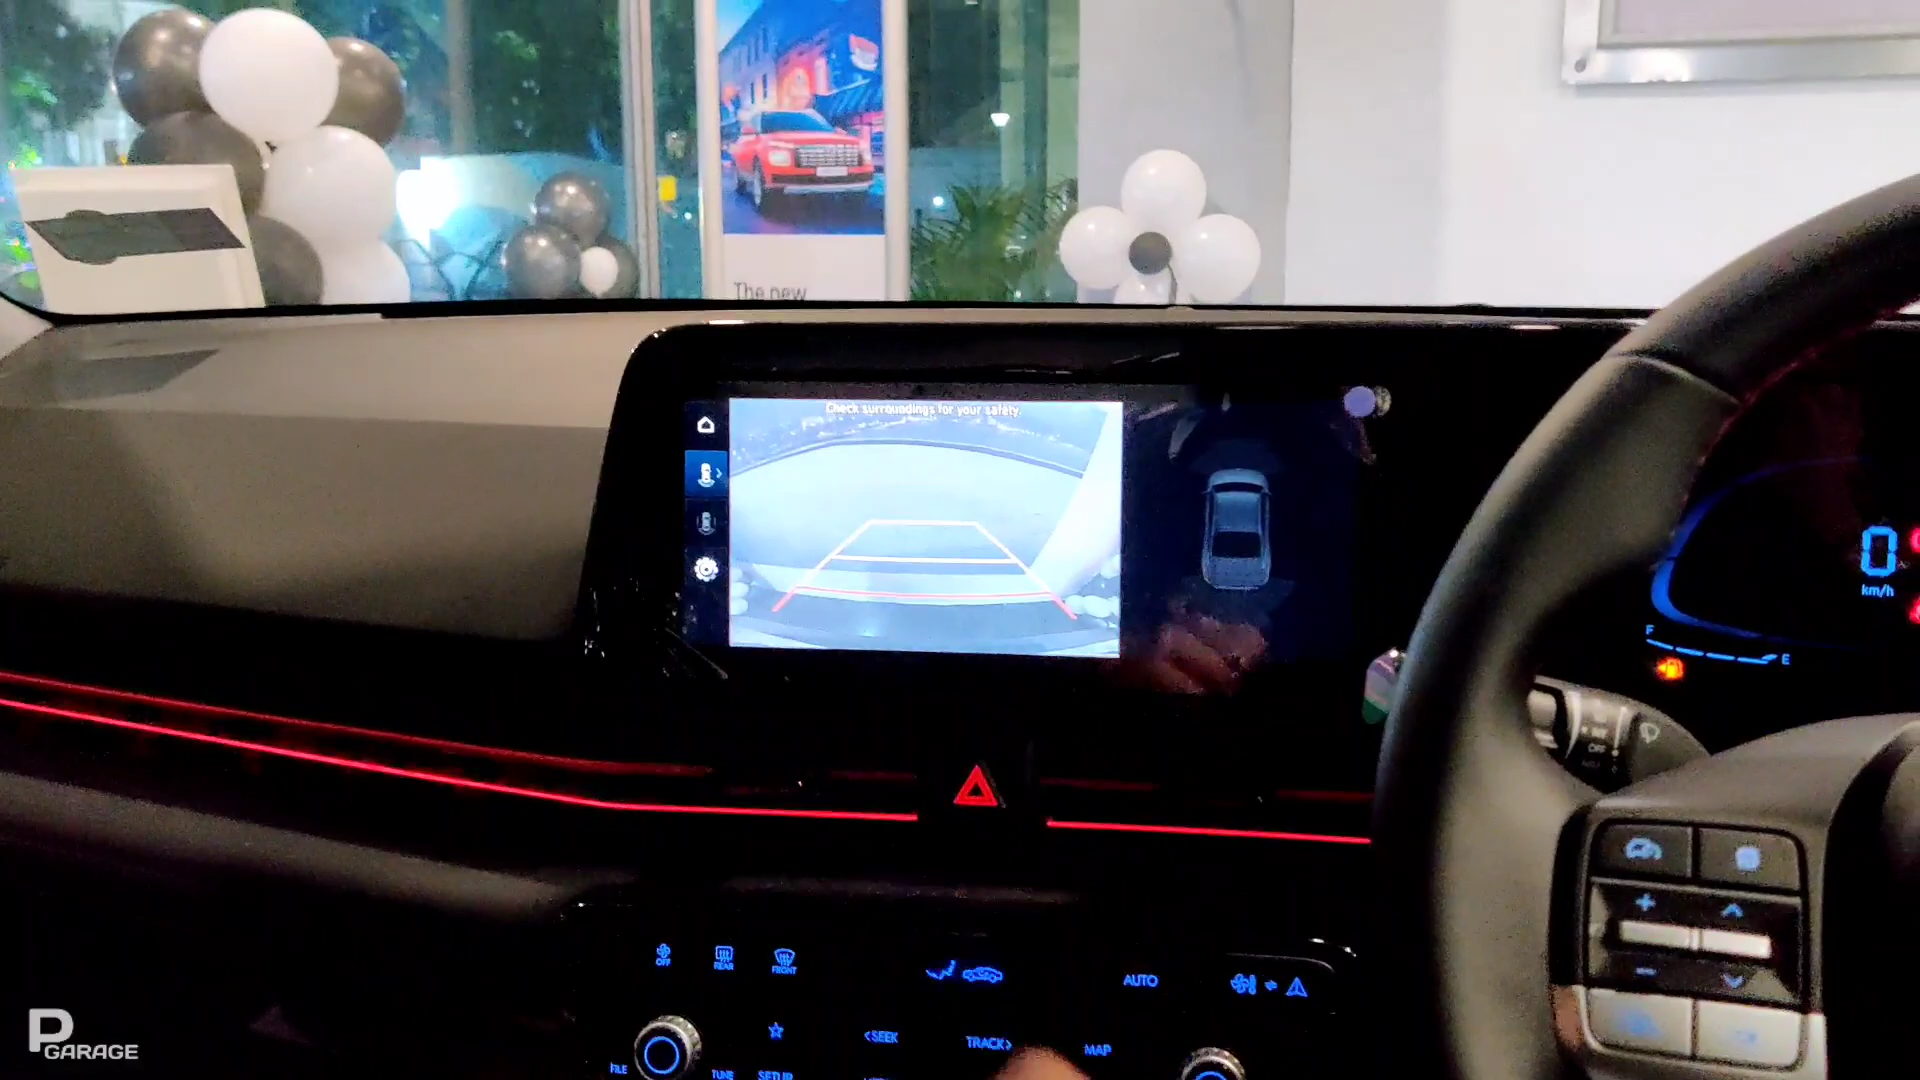 The new
Check surroundings for your safety.
0
km/h
F
E
OFF
OFF
REAR
FRONT
AUTO
<SEEK
TRACK>
MAP
FILE
TUNE
SETUP
P
GARAGE